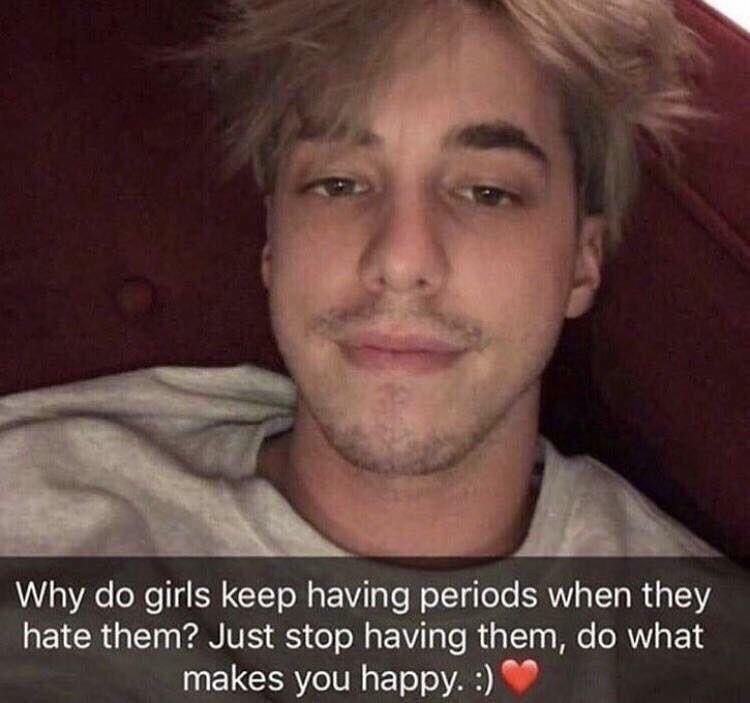 Why do girls keep having periods when they
hate them? Just stop having them, do what
makes you happy. :) ❤️